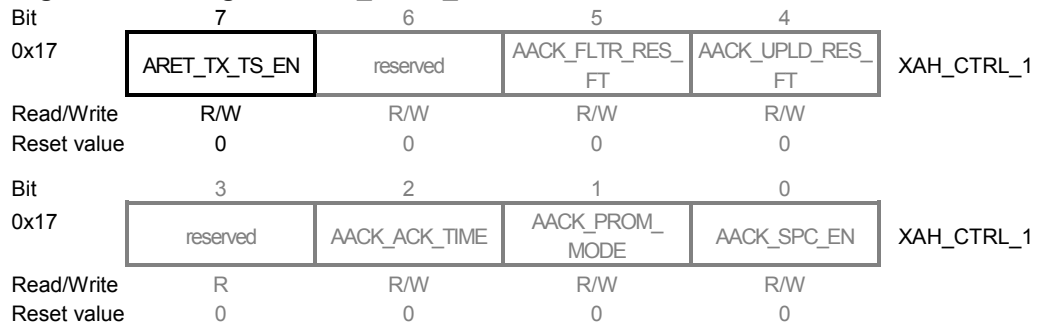 Bit 7 6 5 4
0x17 ARET_TX_TS_EN reserved AACK_FLTR_RES_ AACK_UPLD_RES_ XAH_CTRL_1
FT FT
Read/Write R/W R/W R/W R/W
Reset value 0 0 0 0
Bit 3 2 1 0
0x17 reserved AACK_ACK_TIME AACK_PROM_ AACK_SPC_EN XAH_CTRL_1
MODE
Read/Write R R/W R/W R/W
Reset value 0 0 0 0